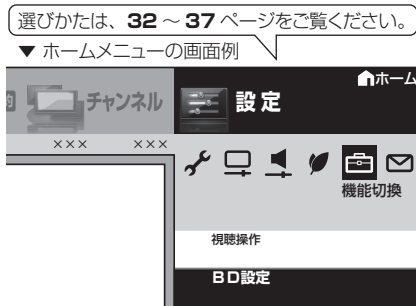 選びかたは、32 ～ 37 ページをご覧ください。
▼ ホームメニューの画面例
ホーム
的
チャンネル
設定
××× ×××
機能切換
視聴操作
BD設定